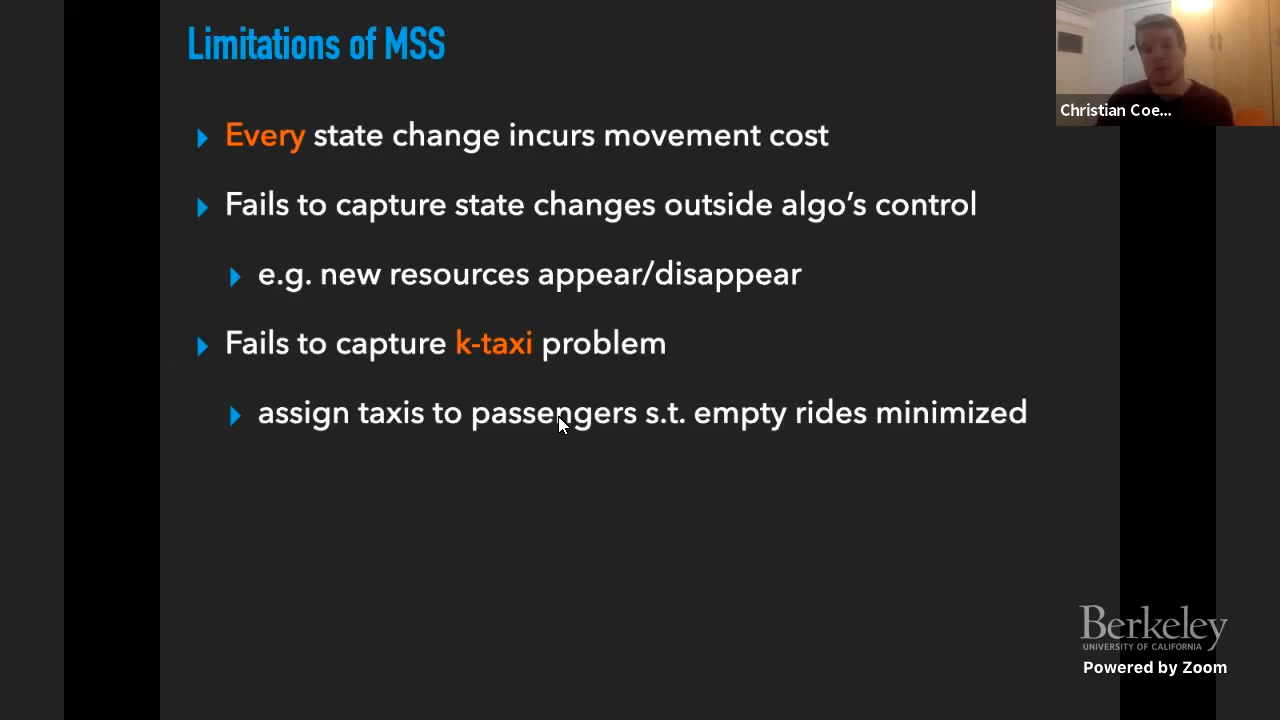 Limitations of MSS
Every state change incurs movement cost
Fails to capture state changes outside algo's control
e.g. new resources appear/disappear
Fails to capture k-taxi problem
assign taxis to passengers s.t. empty rides minimized
Christian Coe...
Berkeley
UNIVERSITY OF CALIFORNIA
Powered by Zoom